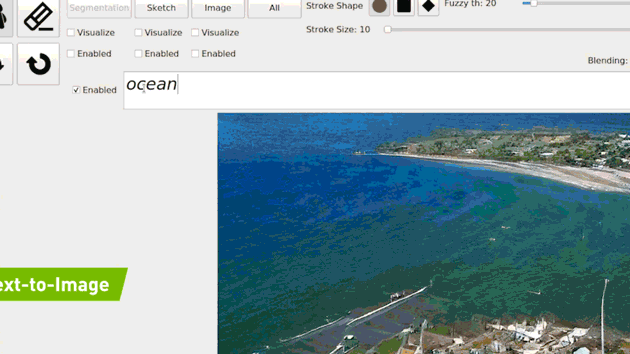 Segmentation Sketch Image All
Stroke Shape
Fuzzy th: 20
Visualize Visualize Visualize
Stroke Size: 10
Enabled Enabled Enabled
Blending:
Enabled ocean
ext-to-Image